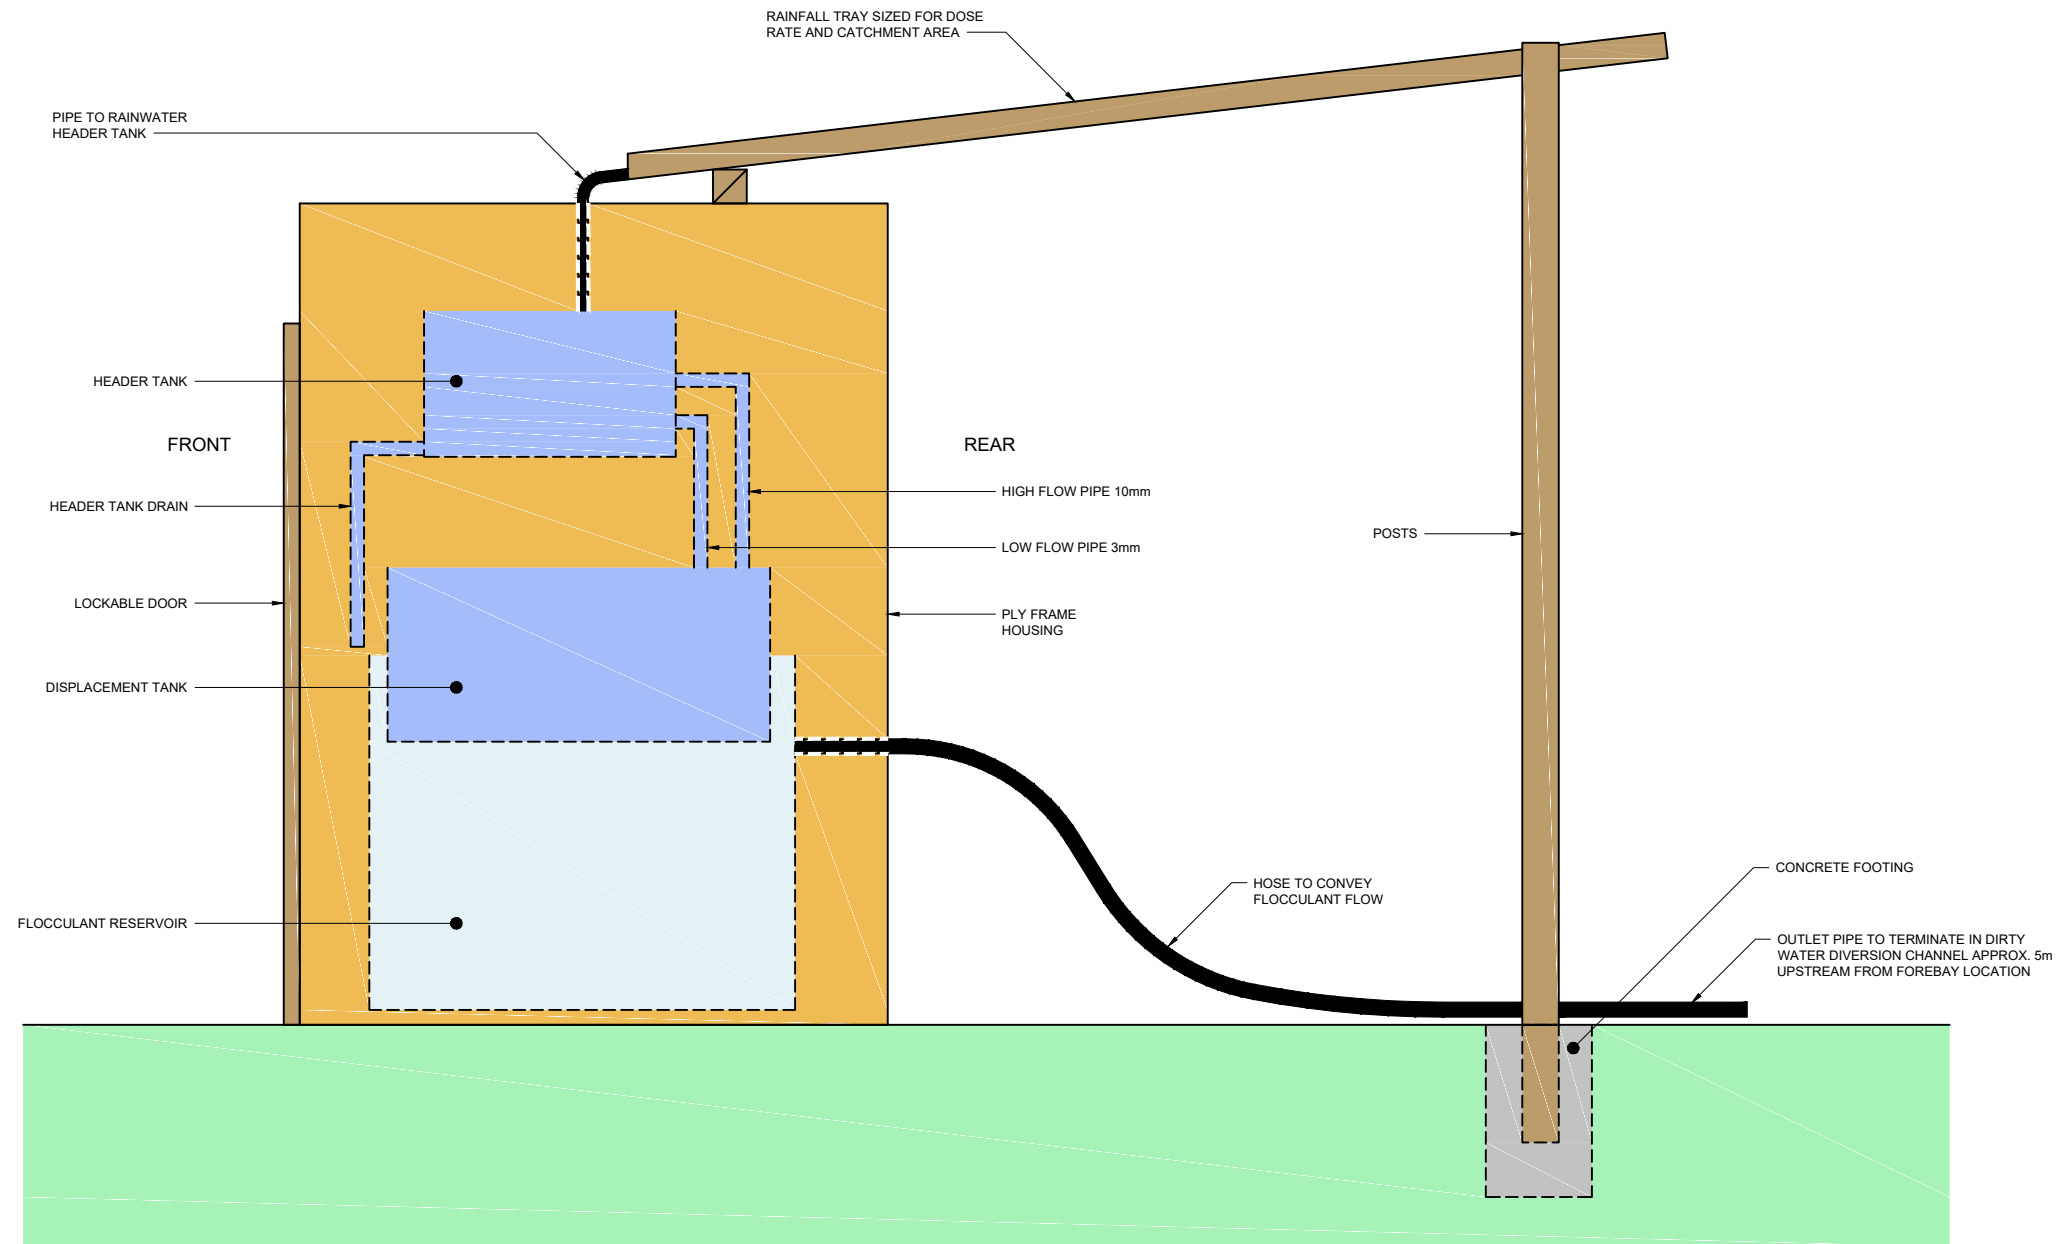 RAINFALL TRAY SIZED FOR DOSE
RATE AND CATCHMENT AREA
PIPE TO RAINWATER
HEADER TANK
HEADER TANK
FRONT
REAR
HIGH FLOW PIPE 10mm
HEADER TANK DRAIN
POSTS
LOW FLOW PIPE 3mm
LOCKABLE DOOR
PLY FRAME
HOUSING
DISPLACEMENT TANK
CONCRETE FOOTING
HOSE TO CONVEY
FLOCCULANT FLOW
FLOCCULANT RESERVOIR
OUTLET PIPE TO TERMINATE IN DIRTY
WATER DIVERSION CHANNEL APPROX. 5m
UPSTREAM FROM FOREBAY LOCATION